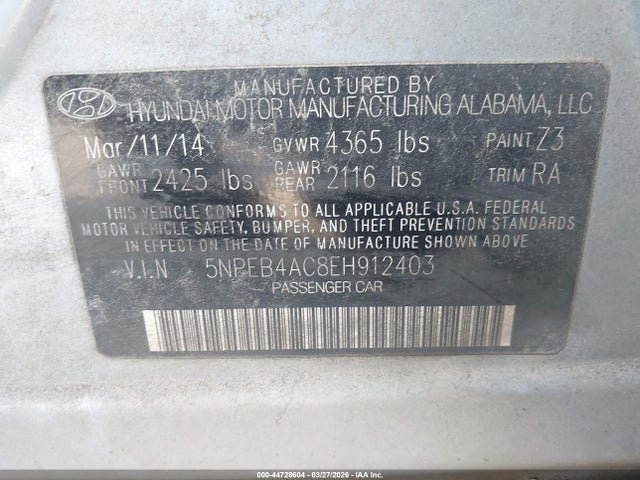 MANUFACTURED BY
HYUNDAI MOTOR MANUFACTURING ALABAMA, LLC
Mar/11/14 GVWR 4365 lbs PAINT Z3
GAWR FRONT 2425 lbs GAWR REAR 2116 lbs TRIM RA
THIS VEHICLE CONFORMS TO ALL APPLICABLE U.S.A. FEDERAL
MOTOR VEHICLE SAFETY, BUMPER, AND THEFT PREVENTION STANDARDS
IN EFFECT ON THE DATE OF MANUFACTURE SHOWN ABOVE
V.I.N 5NPEB4AC8EH912403
PASSENGER CAR
000-44728604 - 03/27/2026 - IAA Inc.